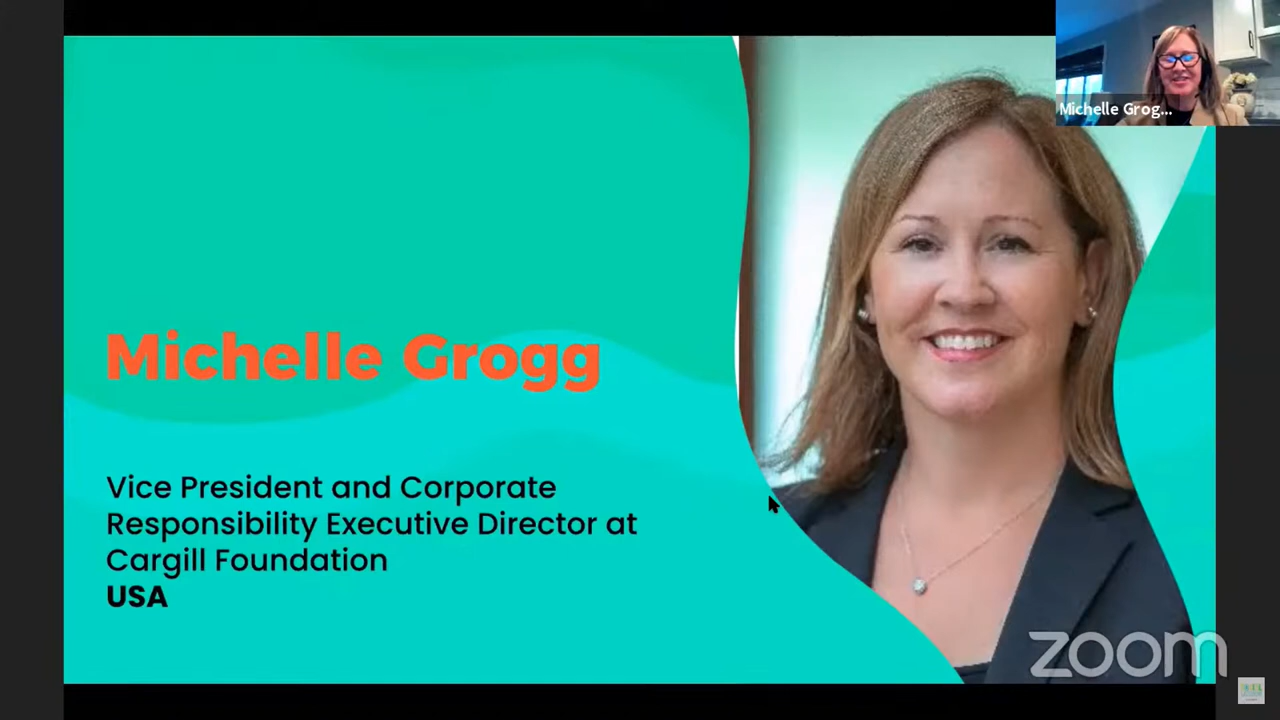 Michelle Grog...
Michelle Grogg
Vice President and Corporate
Responsibility Executive Director at
Cargill Foundation
USA
zoom